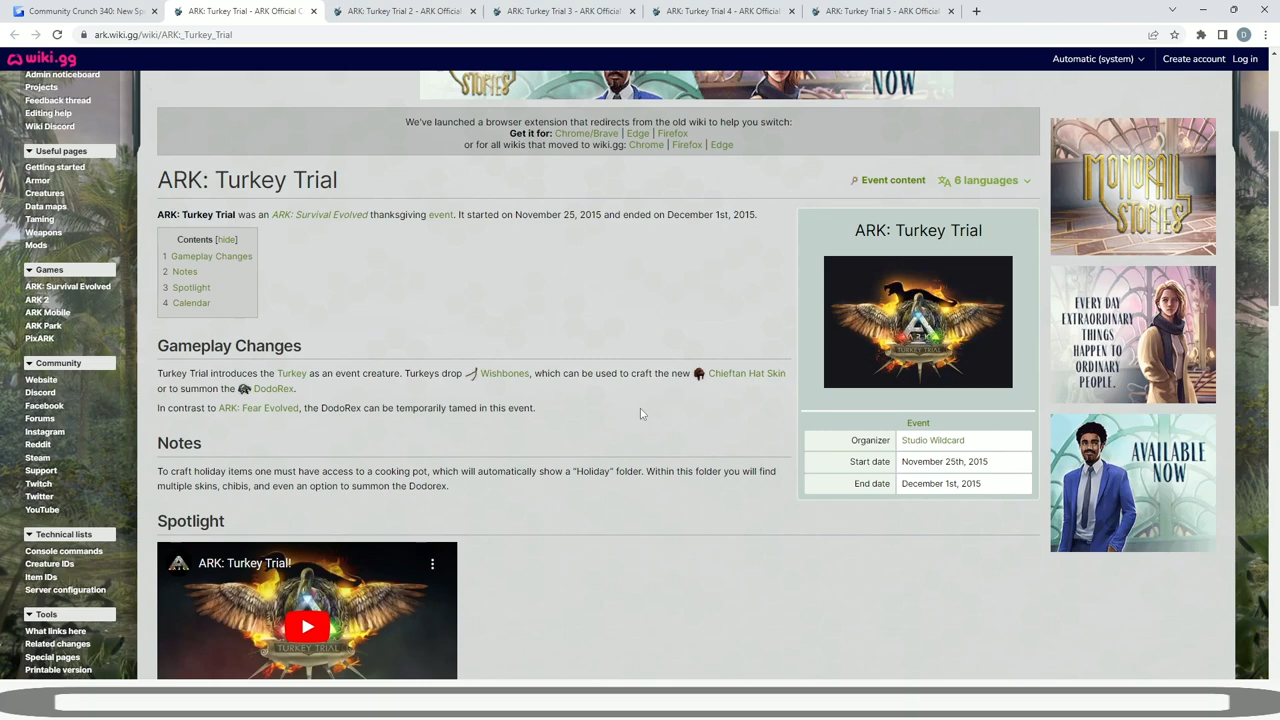 Community Crunch 340: New Sp
ARK: Turkey Trial - ARK Official C
ARK: Turkey Trial 2 - ARK Official
ARK: Turkey Trial 3 - ARK Official
ARK: Turkey Trial 4 - ARK Official
ARK: Turkey Trial 5 - ARK Official
ark.wiki.gg/wiki/ARK:_Turkey_Trial
D
wiki.gg
Automatic (system)
Create account Log in
NOW
Admin noticeboard
Projects
Feedback thread
Editing help
Wiki Discord
Useful pages
Getting started
Armor
Creatures
Data maps
Taming
Weapons
Mods
Games
ARK: Survival Evolved
ARK 2
ARK Mobile
ARK Park
PixARK
Community
Website
Discord
Facebook
Forums
Instagram
Reddit
Steam
Support
Twitch
Twitter
YouTube
Technical lists
Console commands
Creature IDs
Item IDs
Server configuration
Tools
What links here
Related changes
Special pages
Printable version
We've launched a browser extension that redirects from the old wiki to help you switch:
Get it for: Chrome/Brave | Edge | Firefox
or for all wikis that moved to wiki.gg: Chrome | Firefox | Edge
ARK: Turkey Trial
Event content
6 languages
ARK: Turkey Trial was an ARK: Survival Evolved thanksgiving event. It started on November 25, 2015 and ended on December 1st, 2015.
Contents [hide]
1 Gameplay Changes
2 Notes
3 Spotlight
4 Calendar
Gameplay Changes
Turkey Trial introduces the Turkey as an event creature. Turkeys drop Wishbones, which can be used to craft the new Chieftan Hat Skin
or to summon the DodoRex.
In contrast to ARK: Fear Evolved, the DodoRex can be temporarily tamed in this event.
Notes
To craft holiday items one must have access to a cooking pot, which will automatically show a "Holiday" folder. Within this folder you will find
multiple skins, chibis, and even an option to summon the Dodorex.
Spotlight
ARK: Turkey Trial!
TURKEY TRIAL
ARK: Turkey Trial
ARK
TURKEY TRIAL
Event
Organizer Studio Wildcard
Start date November 25th, 2015
End date December 1st, 2015
MONORAIL
STORIES
EVERY DAY
EXTRAORDINARY
THINGS
HAPPEN TO
ORDINARY
PEOPLE.
AVAILABLE
NOW